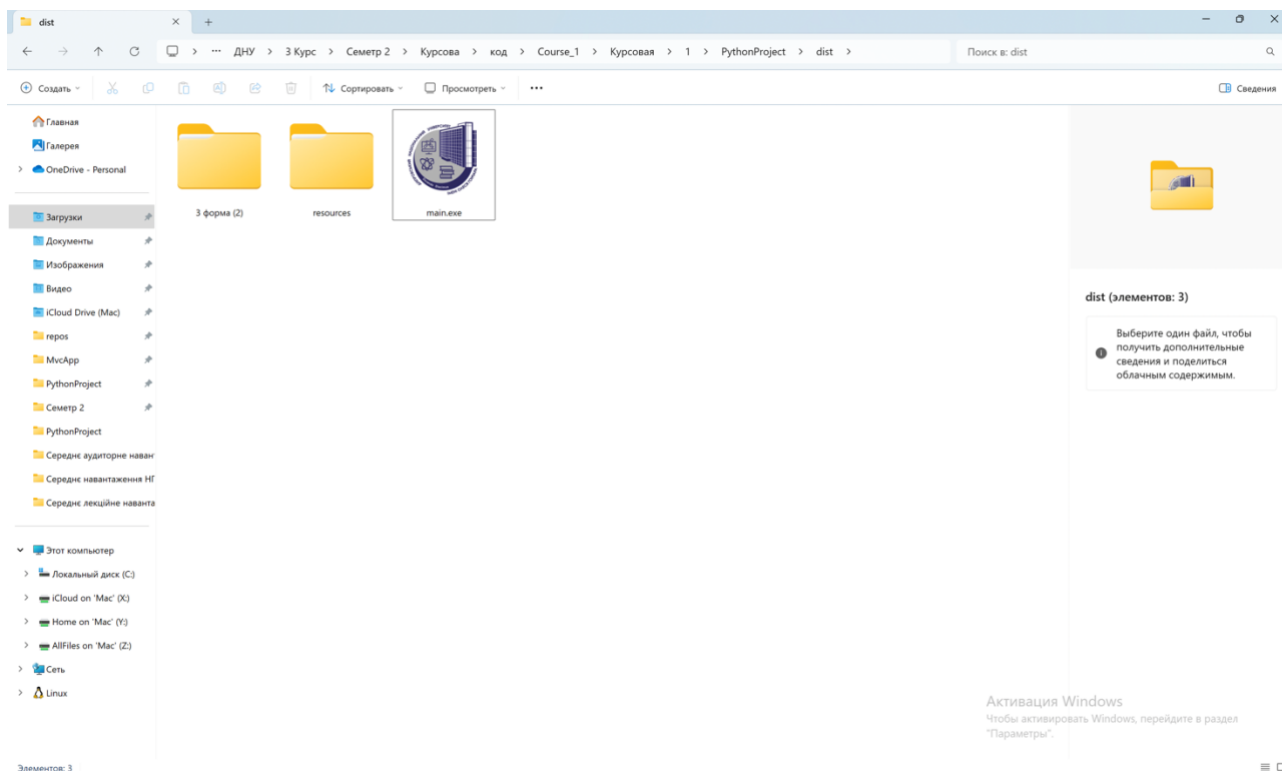 dist
ДНУ > 3 Курс > Семетр 2 > Курсова > код > Course_1 > Курсовая > 1 > PythonProject > dist >
Поиск в: dist
Создать
Сортировать
Просмотреть
Сведения
Главная
Галерея
OneDrive - Personal
Загрузки
Документы
Изображения
Видео
iCloud Drive (Mac)
repos
MvcApp
PythonProject
Семетр 2
PythonProject
Середнє аудиторне наван
Середнє навантаження НГ
Середнє лекційне наванта
Этот компьютер
Локальный диск (C:)
iCloud on 'Mac' (X:)
Home on 'Mac' (Y:)
AllFiles on 'Mac' (Z:)
Сеть
Linux
3 форма (2)
resources
main.exe
dist (элементов: 3)
Выберите один файл, чтобы
получить дополнительные
сведения и поделиться
облачным содержимым.
Активация Windows
Чтобы активировать Windows, перейдите в раздел
"Параметры".
Элементов: 3